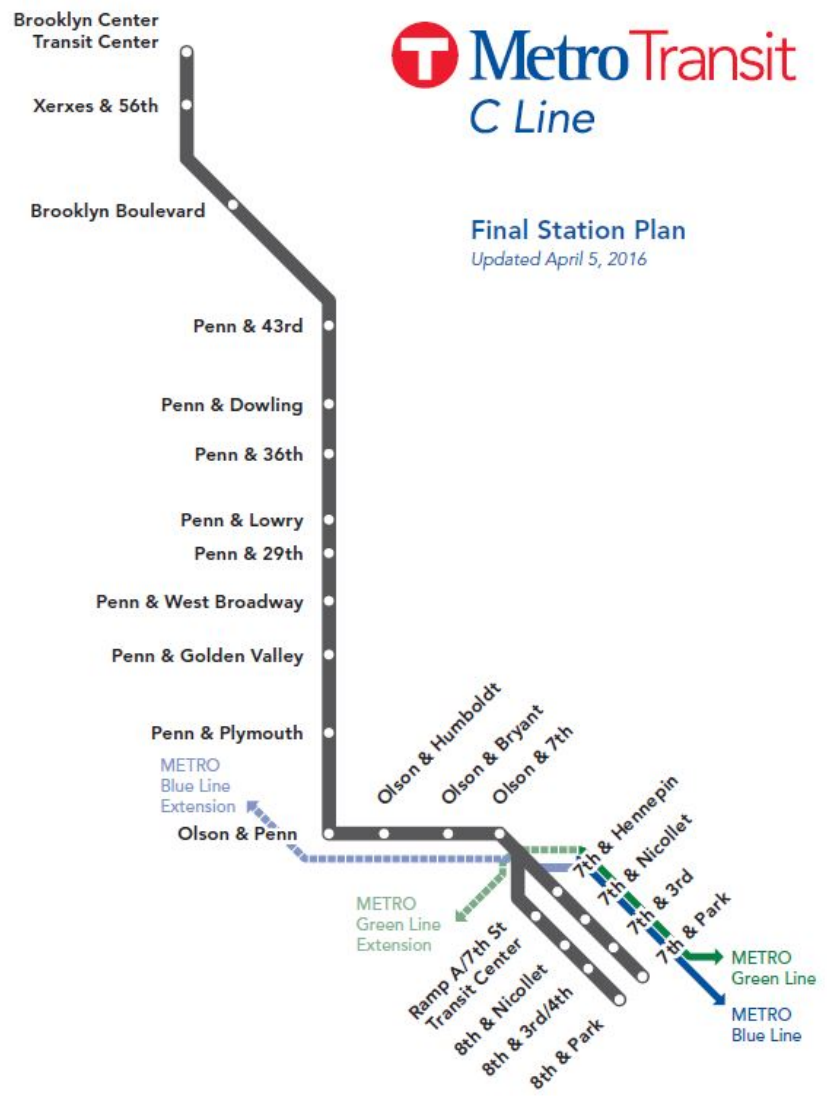 Brooklyn Center
Transit Center
T MetroTransit
C Line
Xerxes & 56th
Brooklyn Boulevard
Final Station Plan
Updated April 5, 2016
Penn & 43rd
Penn & Dowling
Penn & 36th
Penn & Lowry
Penn & 29th
Penn & West Broadway
Penn & Golden Valley
Penn & Plymouth
METRO
Blue Line
Extension
Olson & Penn
Olson & Humboldt
Olson & Bryant
Olson & 7th
7th & Hennepin
7th & Nicollet
7th & 3rd
7th & Park
METRO
Green Line
Extension
Ramp A/7th St
Transit Center
8th & Nicollet
8th & 3rd/4th
8th & Park
METRO
Green Line
METRO
Blue Line